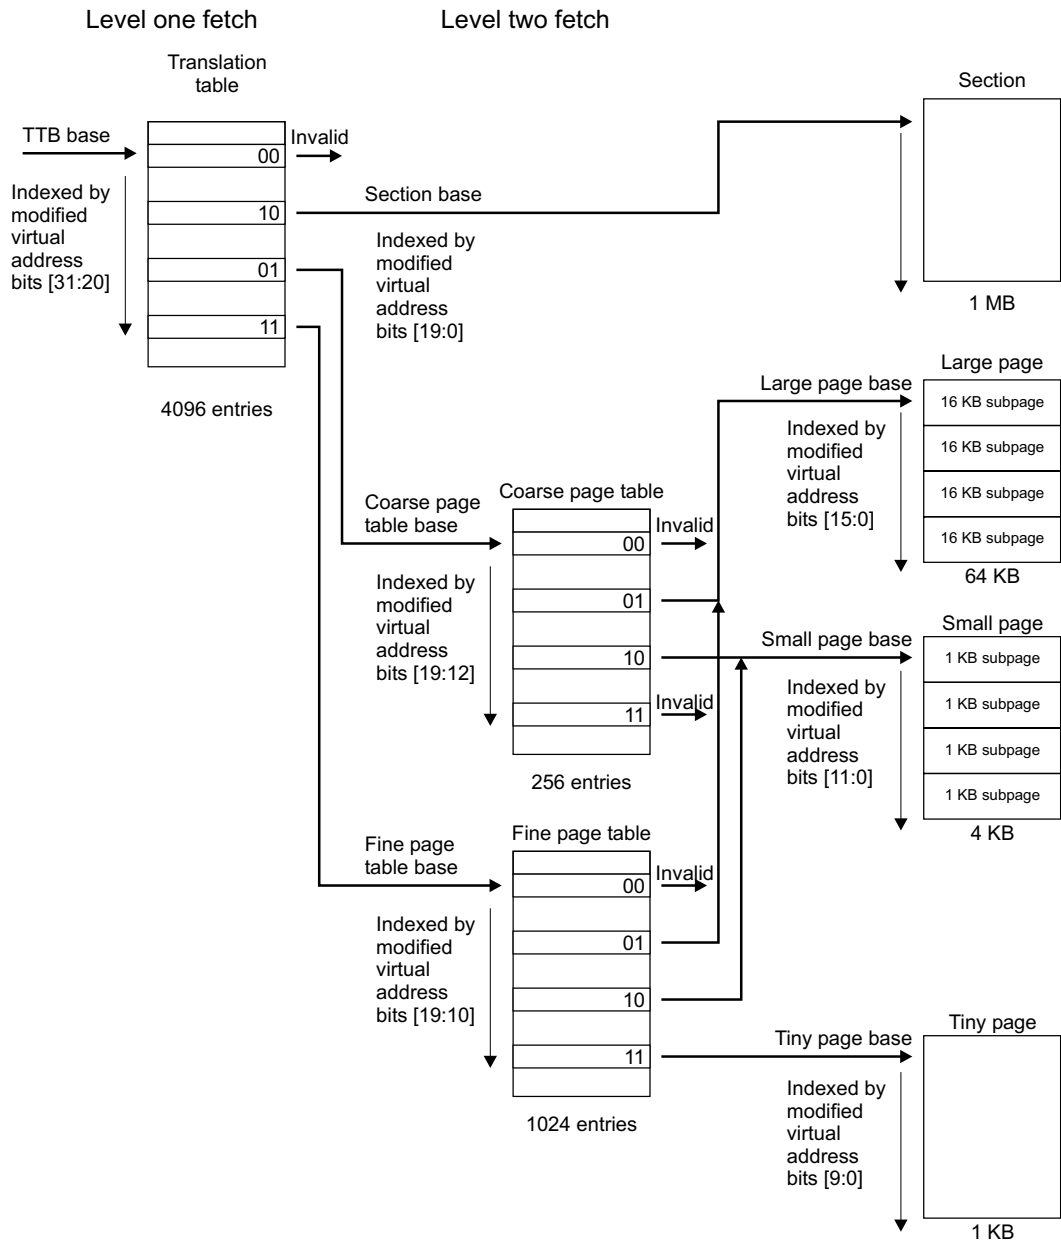 Level one fetch
Level two fetch
Translation
table
TTB base
Indexed by
modified
virtual
address
bits [31:20]
00
10
01
11
4096 entries
Invalid
Section base
Indexed by
modified
virtual
address
bits [19:0]
Section
1 MB
Coarse page
table base
Indexed by
modified
virtual
address
bits [19:12]
Coarse page table
00
01
10
11
256 entries
Invalid
Invalid
Large page base
Indexed by
modified
virtual
address
bits [15:0]
Large page
16 KB subpage
16 KB subpage
16 KB subpage
16 KB subpage
64 KB
Small page base
Indexed by
modified
virtual
address
bits [11:0]
Small page
1 KB subpage
1 KB subpage
1 KB subpage
1 KB subpage
4 KB
Fine page
table base
Indexed by
modified
virtual
address
bits [19:10]
Fine page table
00
01
10
11
1024 entries
Invalid
Tiny page base
Indexed by
modified
virtual
address
bits [9:0]
Tiny page
1 KB